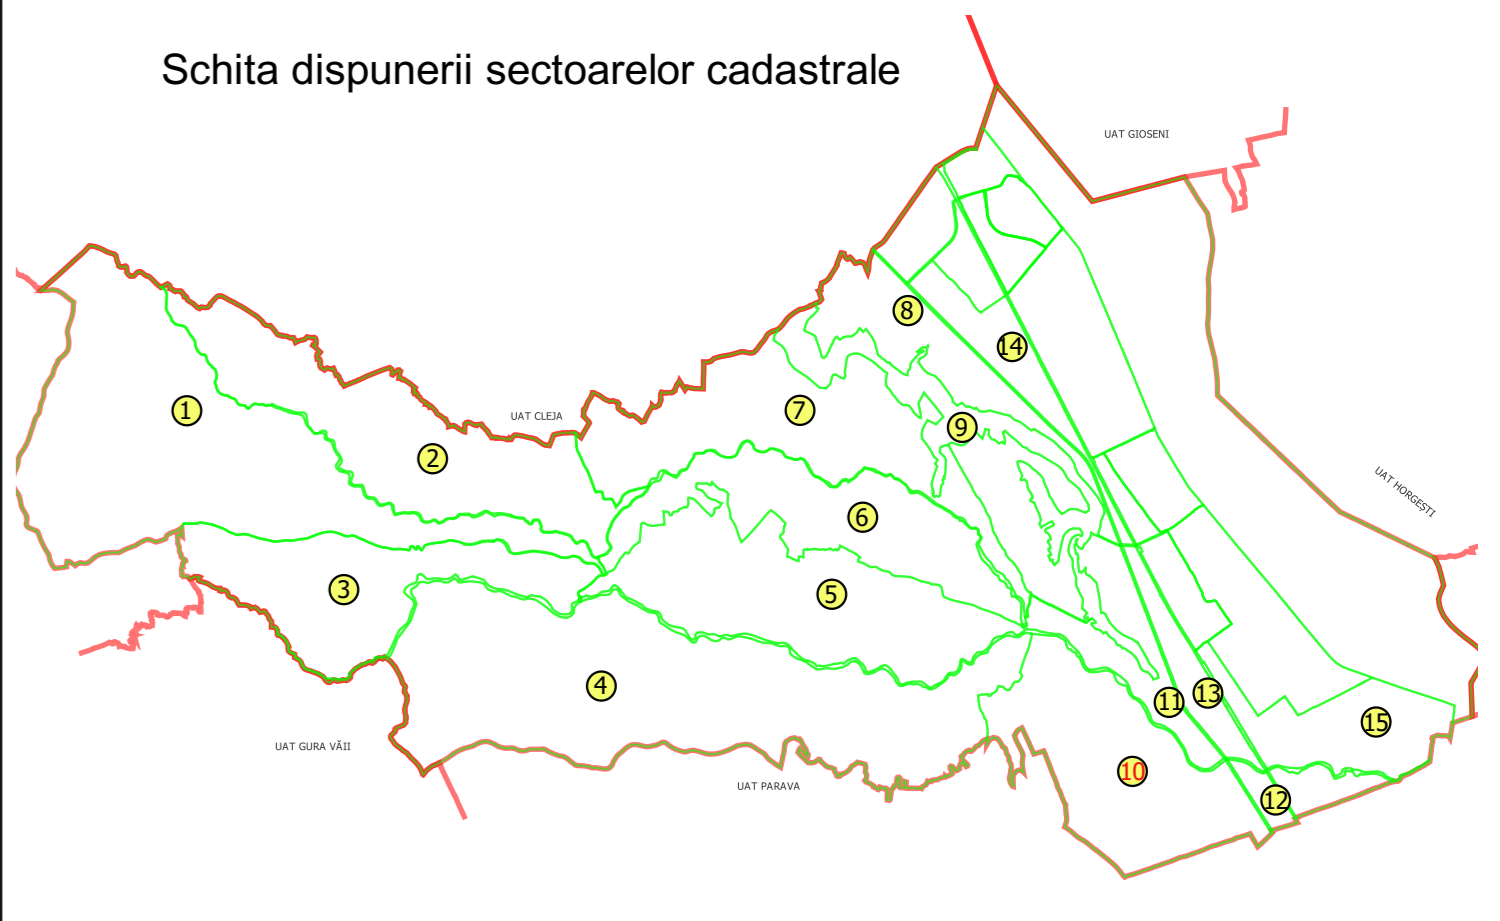 Schita dispunerii sectoarelor cadastrale
UAT GIOSENI
8
14
1
UAT CLEJA
7
9
2
UAT HORGEȘTI
6
3
5
4
11
13
15
UAT GURA VĂII
10
UAT PARAVA
12